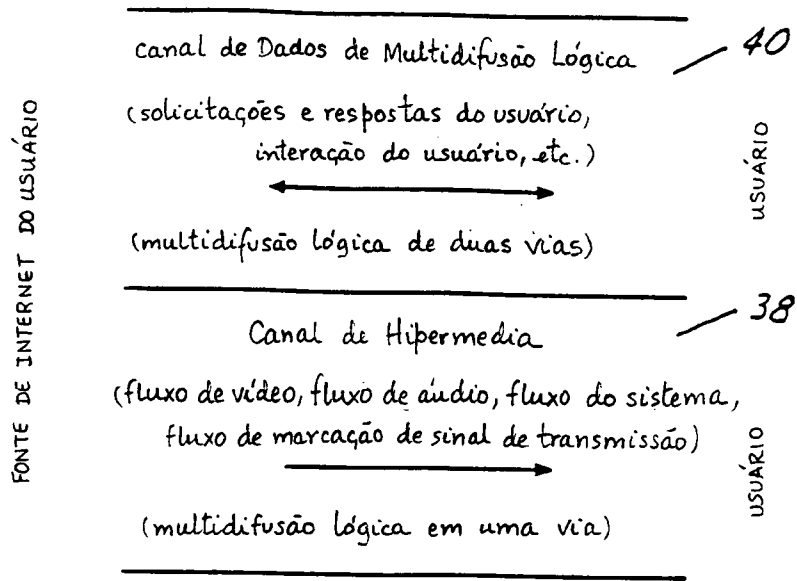 canal de Dados de Multidifusão Lógica
40
(solicitações e respostas do usuário,
interação do usuário, etc.)
(multidifusão lógica de duas vias)
FONTE DE INTERNET DO USUÁRIO
USUÁRIO
Canal de Hipermedia
38
(fluxo de vídeo, fluxo de áudio, fluxo do sistema,
fluxo de marcação de sinal de transmissão)
(multidifusão lógica em uma via)
USUÁRIO